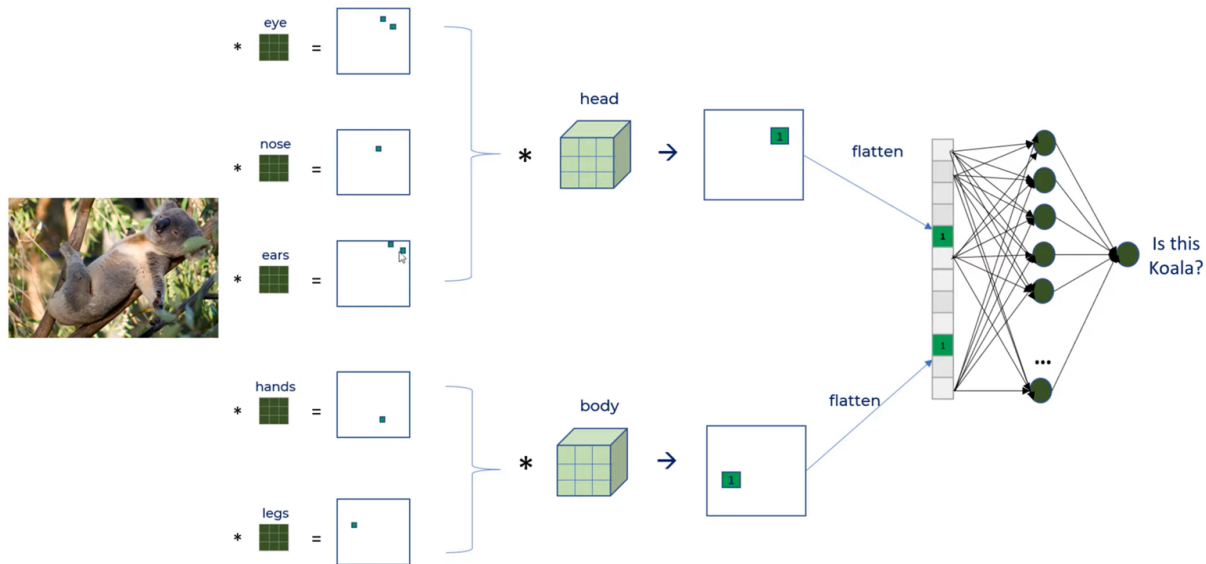 eye
* =
nose
* =
ears
* =
hands
* =
legs
* =
head
* →
1
body
* →
1
flatten
flatten
1
1
...
Is this
Koala?